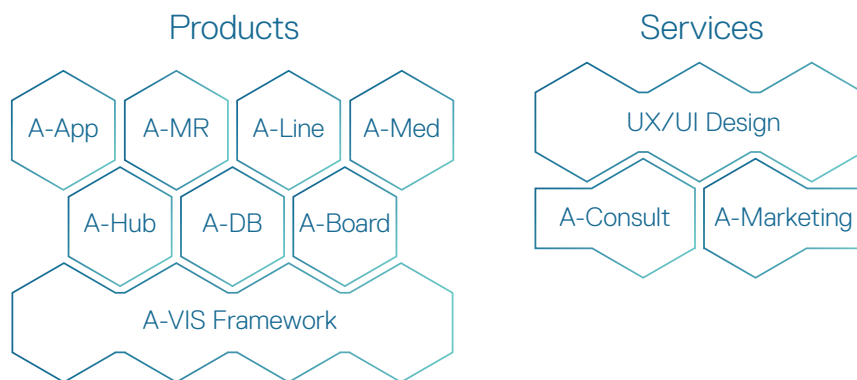 Products
Services
A-App
A-MR
A-Line
A-Med
A-Hub
A-DB
A-Board
A-VIS Framework
UX/UI Design
A-Consult
A-Marketing